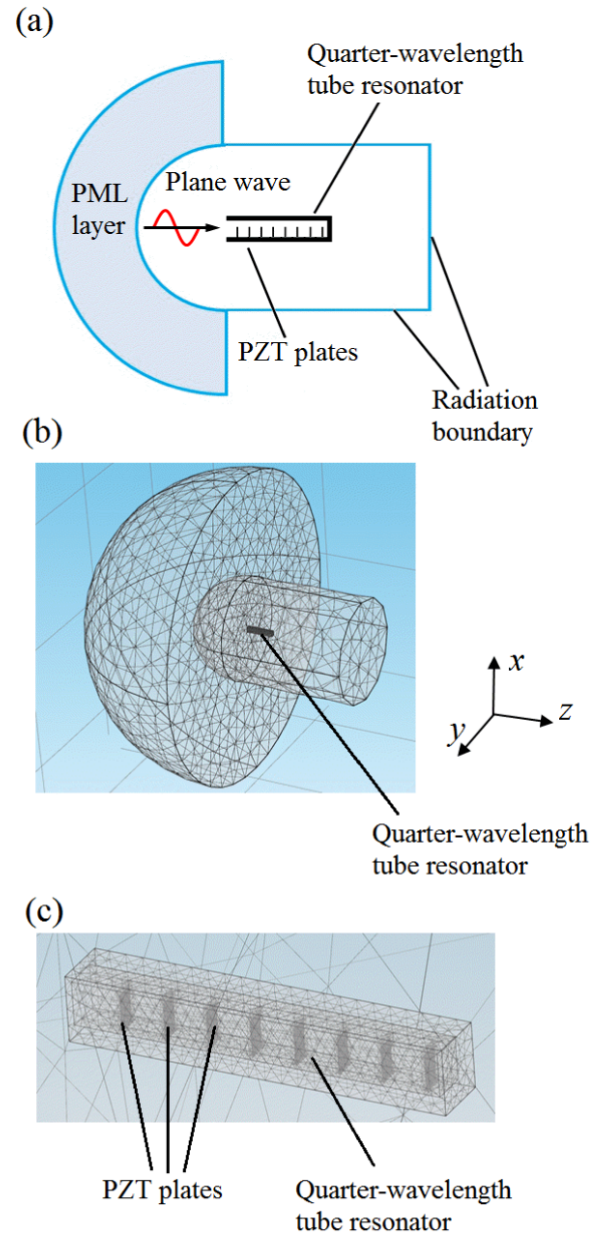 (a)
Quarter-wavelength
tube resonator
PML
layer
Plane wave
PZT plates
Radiation
boundary
(b)
x
y
z
Quarter-wavelength
tube resonator
(c)
PZT plates
Quarter-wavelength
tube resonator